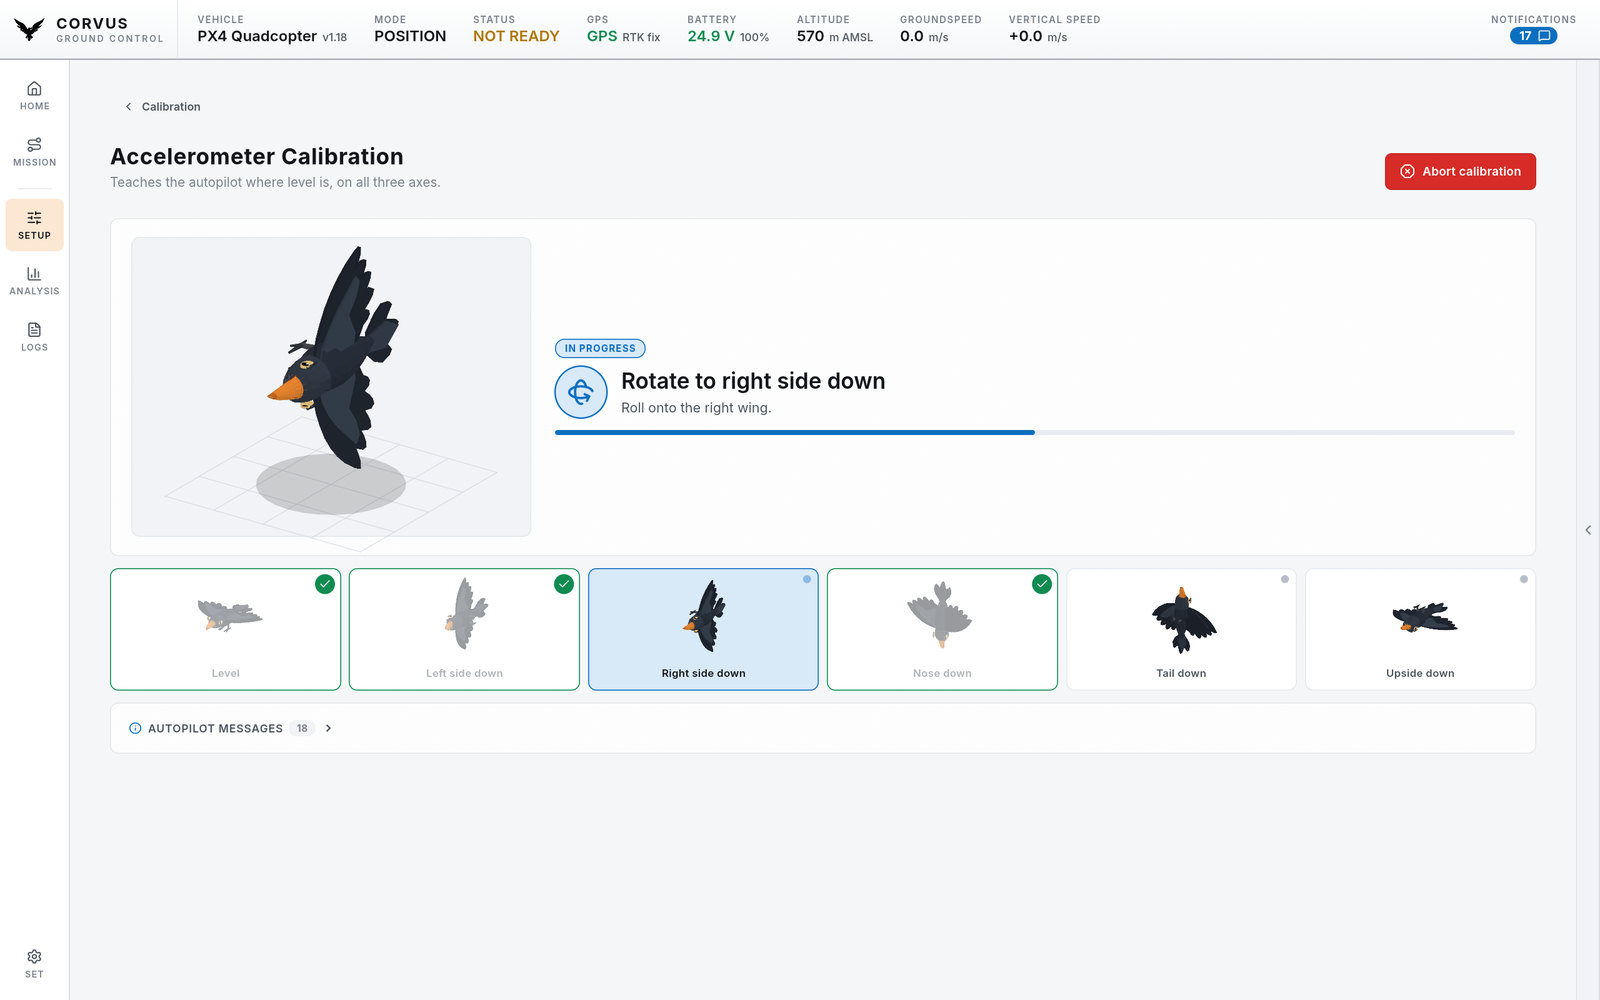 CORVUS
GROUND CONTROL
VEHICLE
PX4 Quadcopter v1.18
MODE
POSITION
STATUS
NOT READY
GPS
GPS RTK fix
BATTERY
24.9 V 100%
ALTITUDE
570 m AMSL
GROUNDSPEED
0.0 m/s
VERTICAL SPEED
+0.0 m/s
NOTIFICATIONS
17
HOME
MISSION
SETUP
ANALYSIS
LOGS
SET
Calibration
Accelerometer Calibration
Teaches the autopilot where level is, on all three axes.
Abort calibration
IN PROGRESS
Rotate to right side down
Roll onto the right wing.
Level
Left side down
Right side down
Nose down
Tail down
Upside down
AUTOPILOT MESSAGES 18